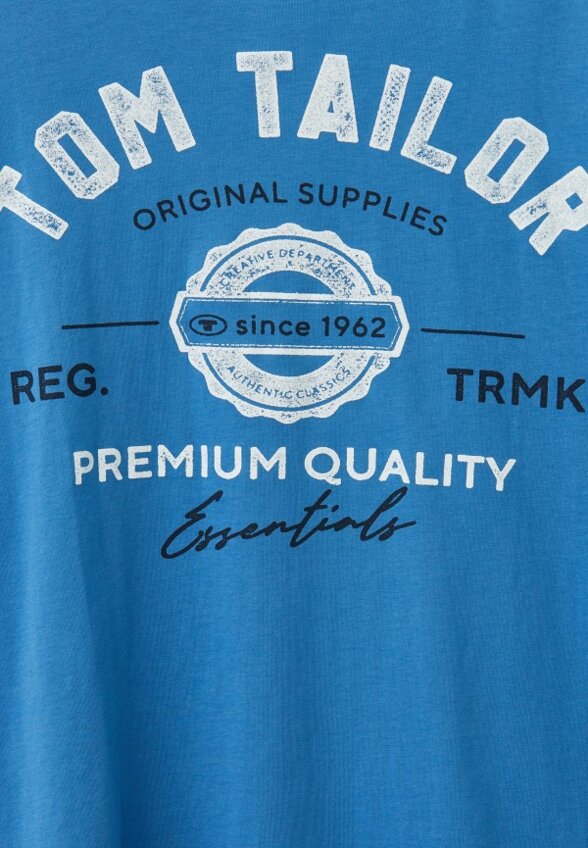 TOM TAILOR
ORIGINAL SUPPLIES
CREATIVE DEPARTMENT
since 1962
AUTHENTIC CLASSICS
REG. TRMK
PREMIUM QUALITY
Essentials